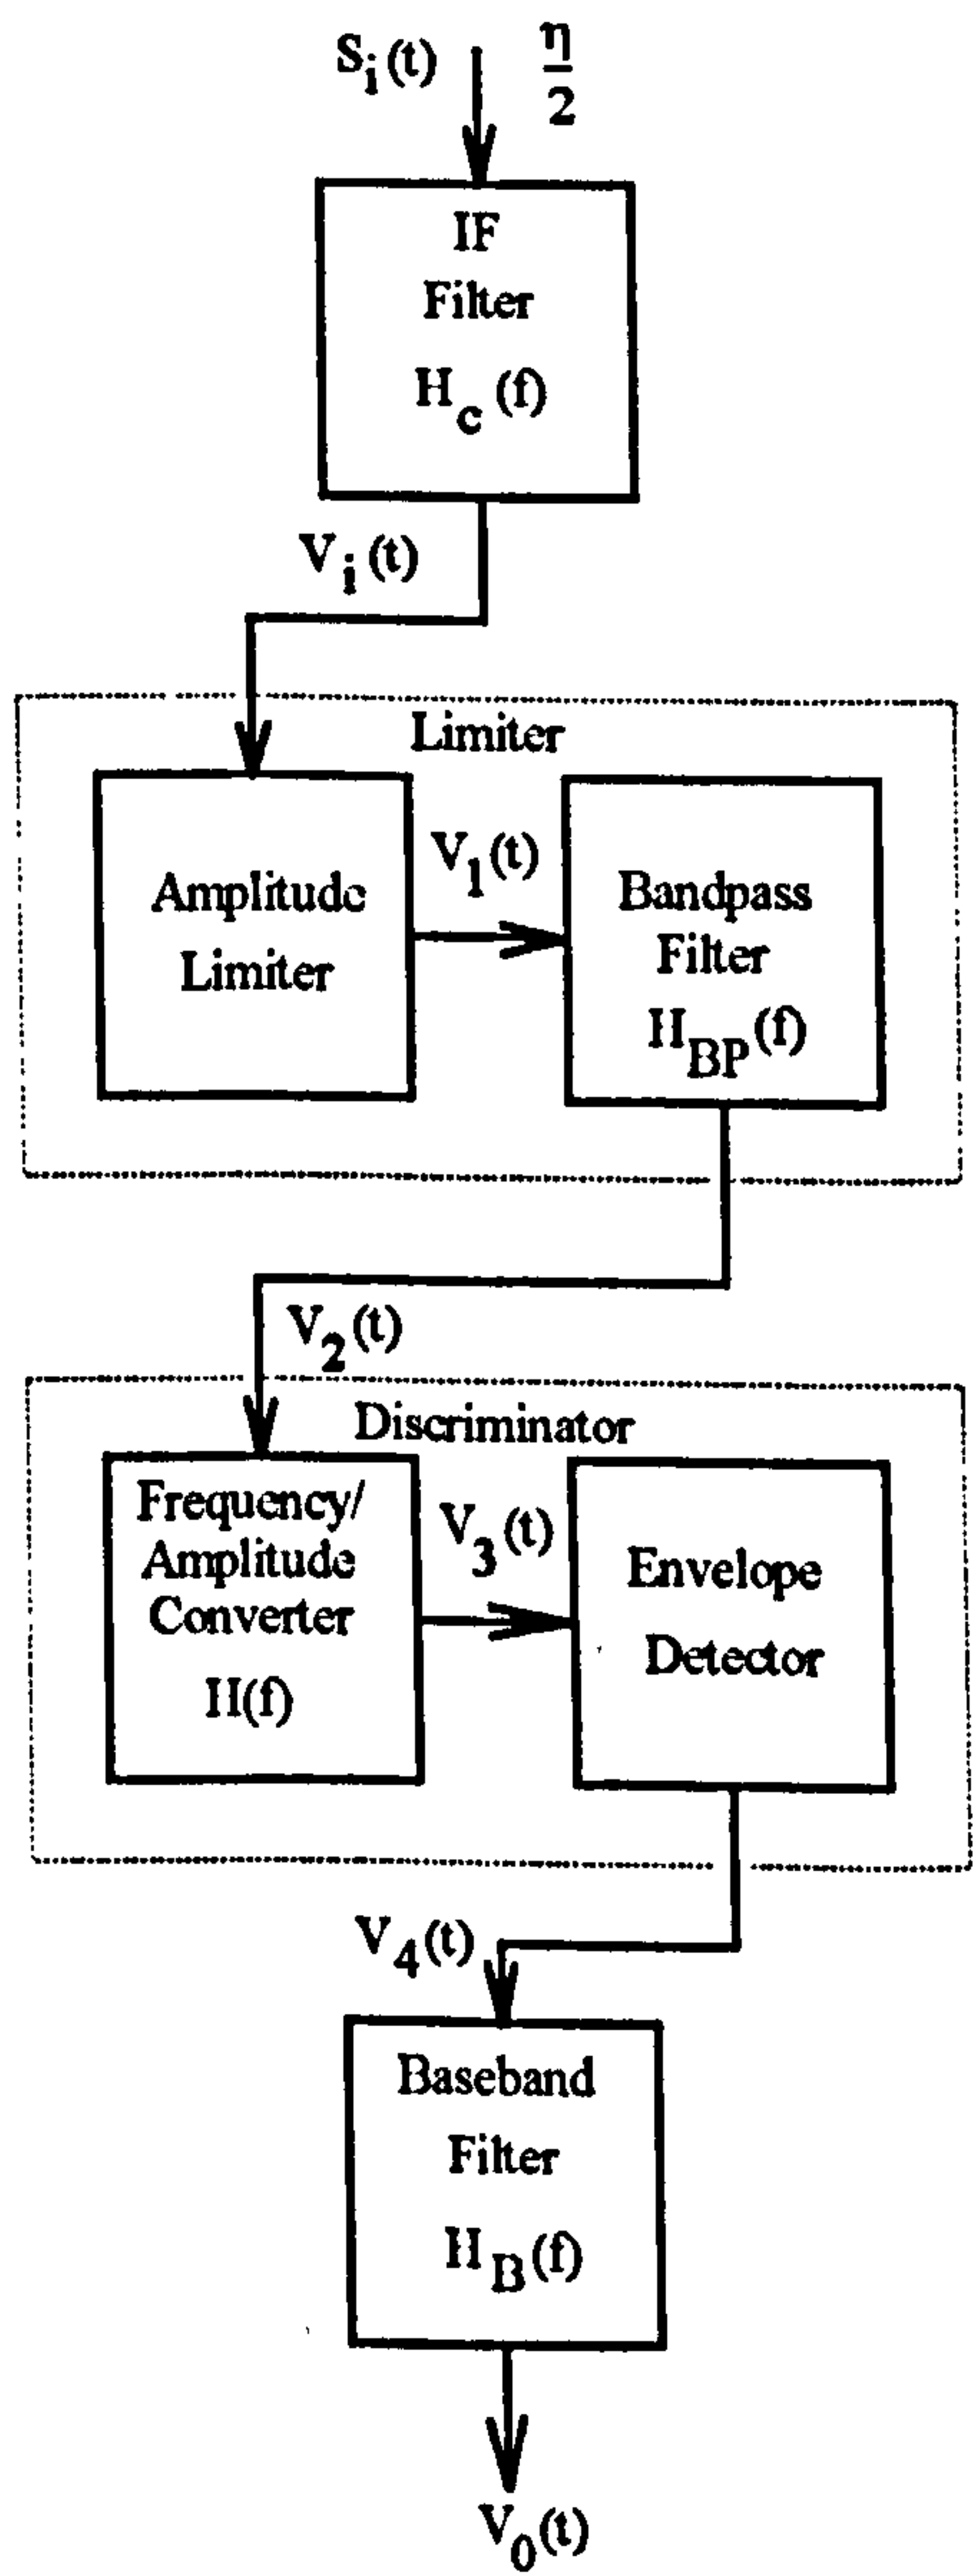 S_i(t) η/2
IF
Filter
H_c(f)
V_i(t)
Limiter
Amplitude
Limiter
V_1(t)
Bandpass
Filter
H_BP(f)
V_2(t)
Discriminator
Frequency/
Amplitude
Converter
H(f)
V_3(t)
Envelope
Detector
V_4(t)
Baseband
Filter
H_B(f)
V_0(t)